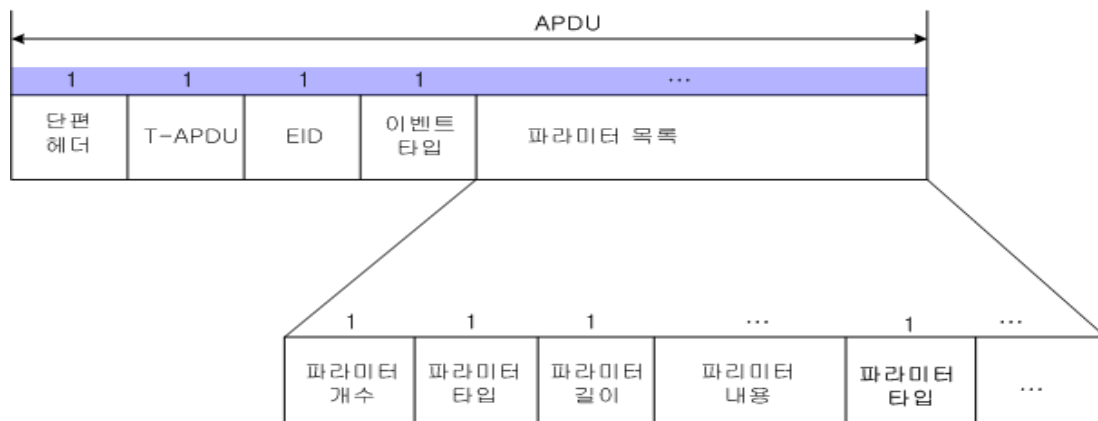 APDU
1 1 1 1 ...
단편 헤더 T-APDU EID 이벤트 타입 파라미터 목록
1 1 1 ... 1 ...
파라미터 개수 파라미터 타입 파라미터 길이 파리미터 내용 파라미터 타입 ...